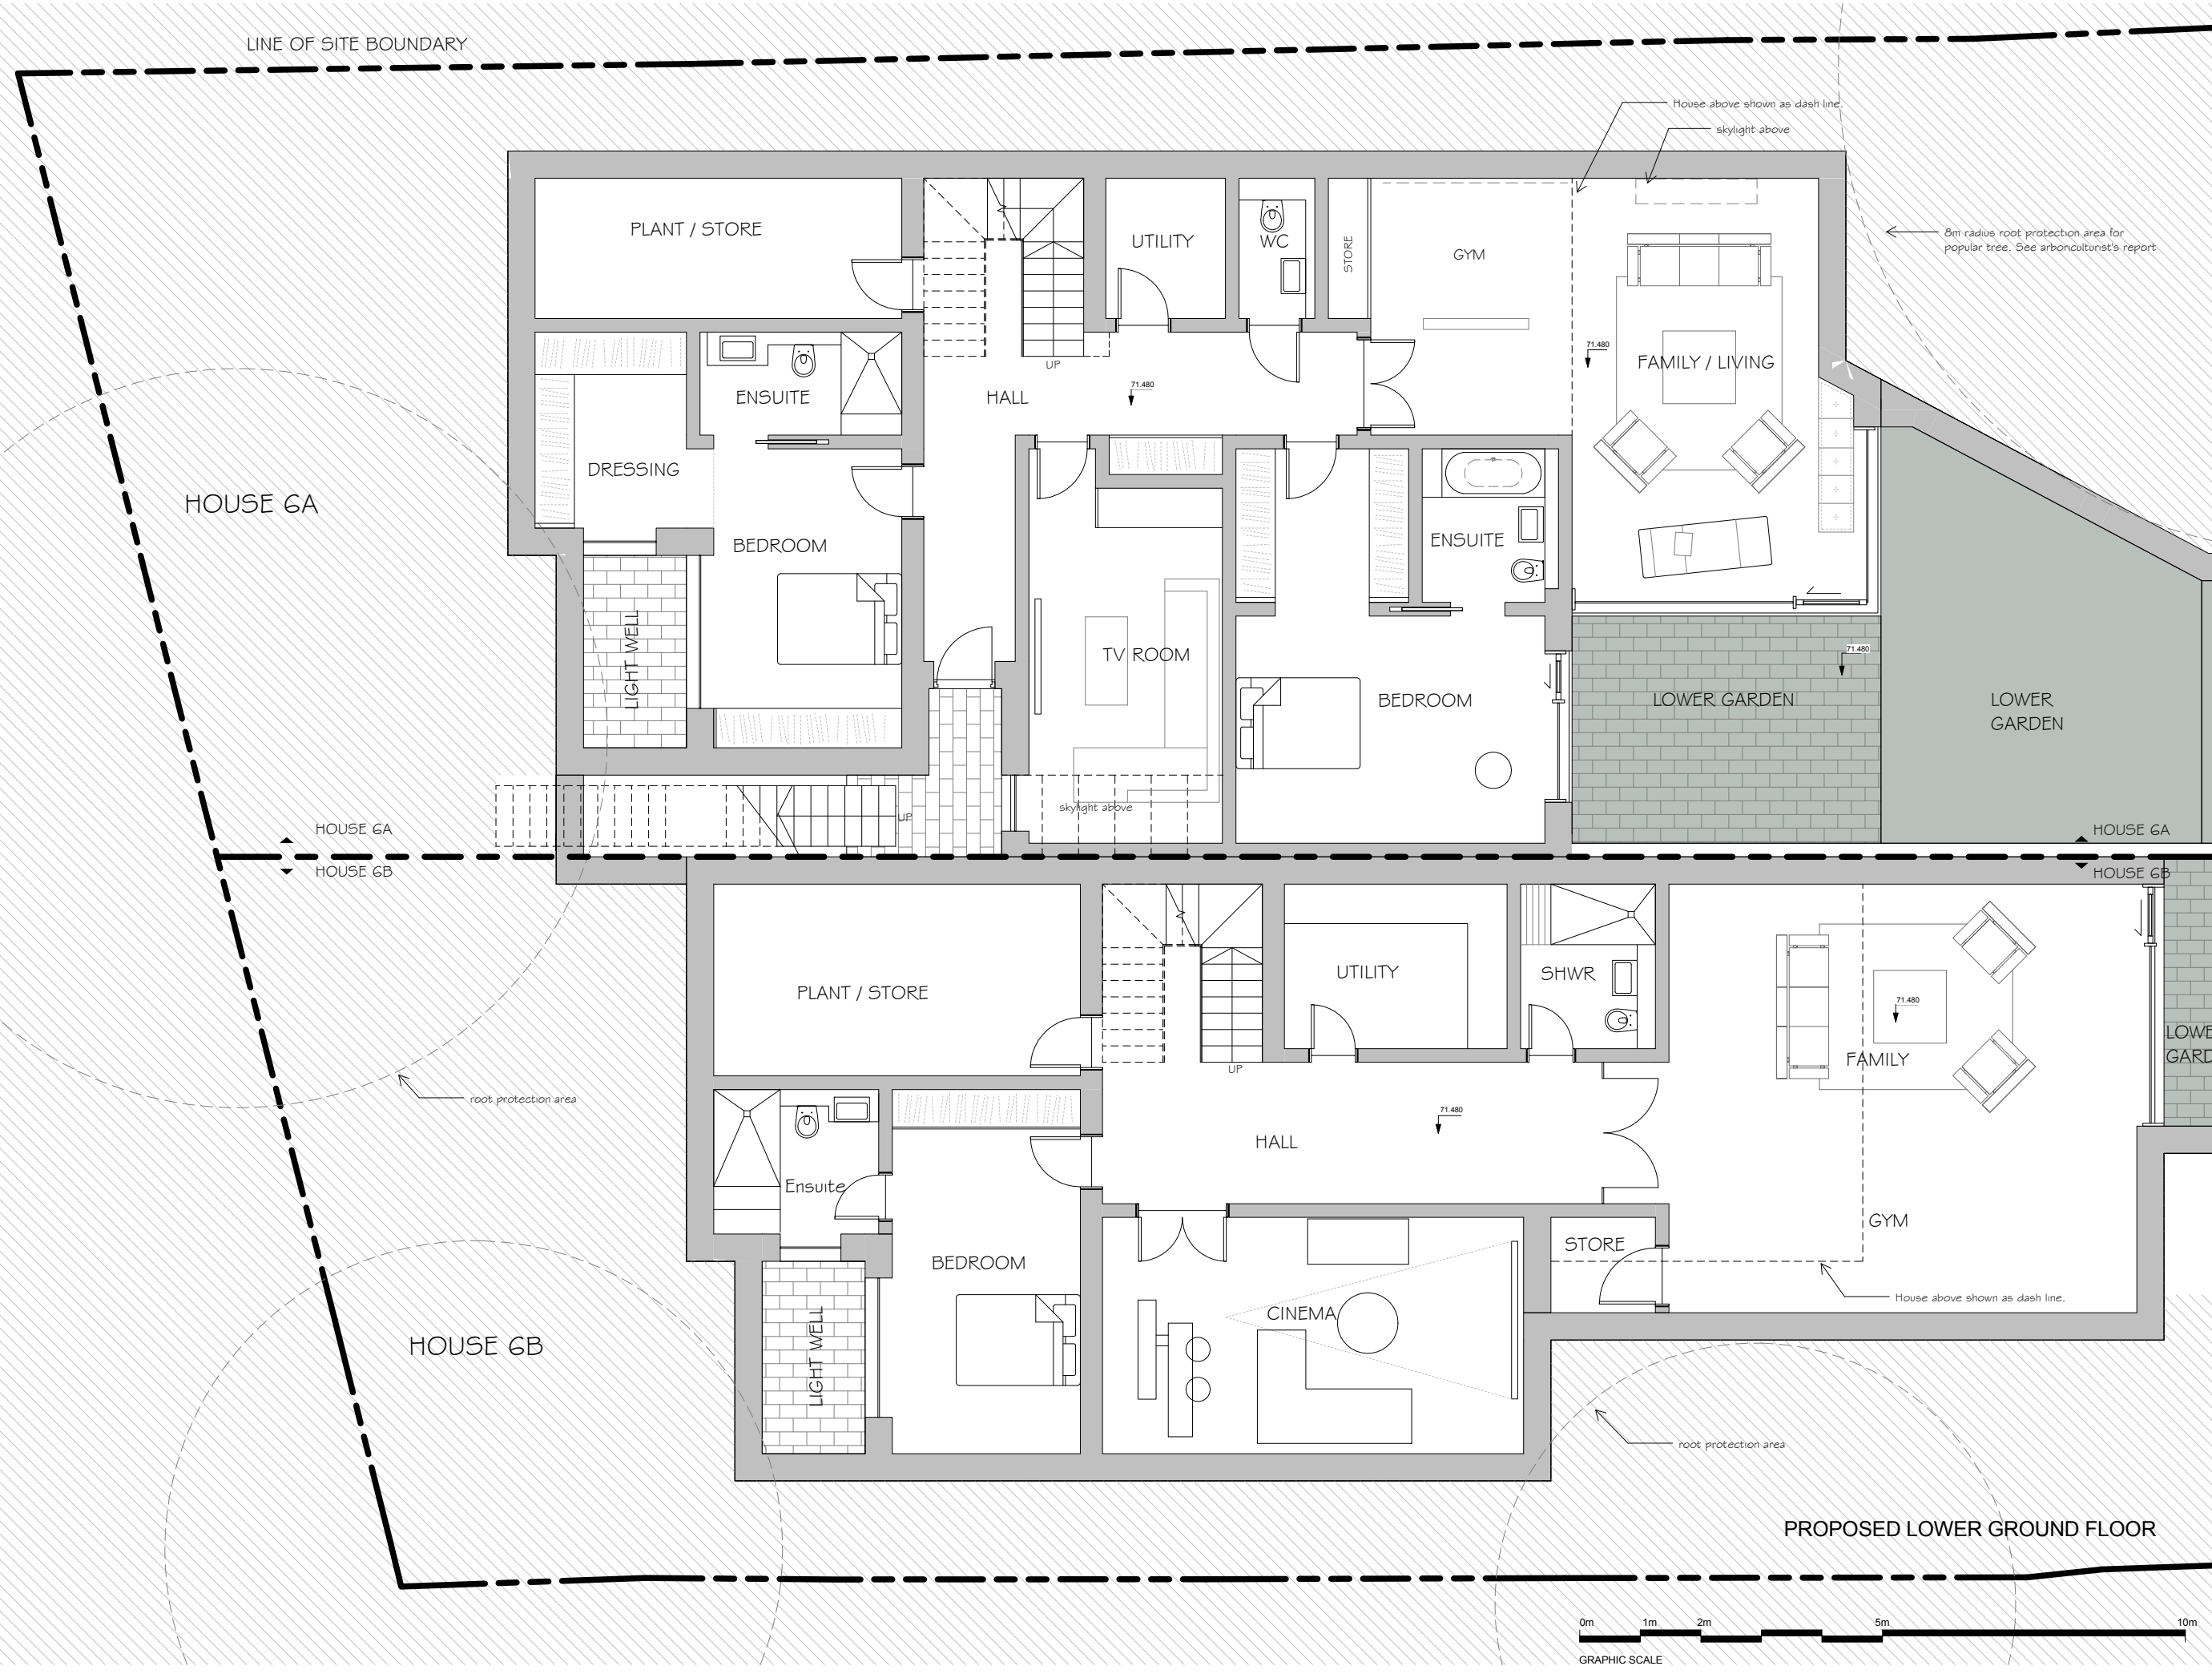 LINE OF SITE BOUNDARY
House above shown as dash line.
skylight above
8m radius root protection area for
popular tree. See arboriculturist's report
PLANT / STORE
UTILITY
WC
STORE
GYM
UP
71.480
71.480
FAMILY / LIVING
ENSUITE
HALL
DRESSING
HOUSE 6A
BEDROOM
ENSUITE
LIGHT WELL
TV ROOM
BEDROOM
71.480
LOWER GARDEN
LOWER
GARDEN
skylight above
UP
HOUSE 6A
HOUSE 6B
HOUSE 6A
HOUSE 6B
PLANT / STORE
UTILITY
SHWR
71.480
FAMILY
LOWE
GARD
UP
root protection area
71.480
HALL
Ensuite
BEDROOM
STORE
GYM
House above shown as dash line.
CINEMA
LIGHT WELL
HOUSE 6B
root protection area
PROPOSED LOWER GROUND FLOOR
0m 1m 2m 5m 10m
GRAPHIC SCALE